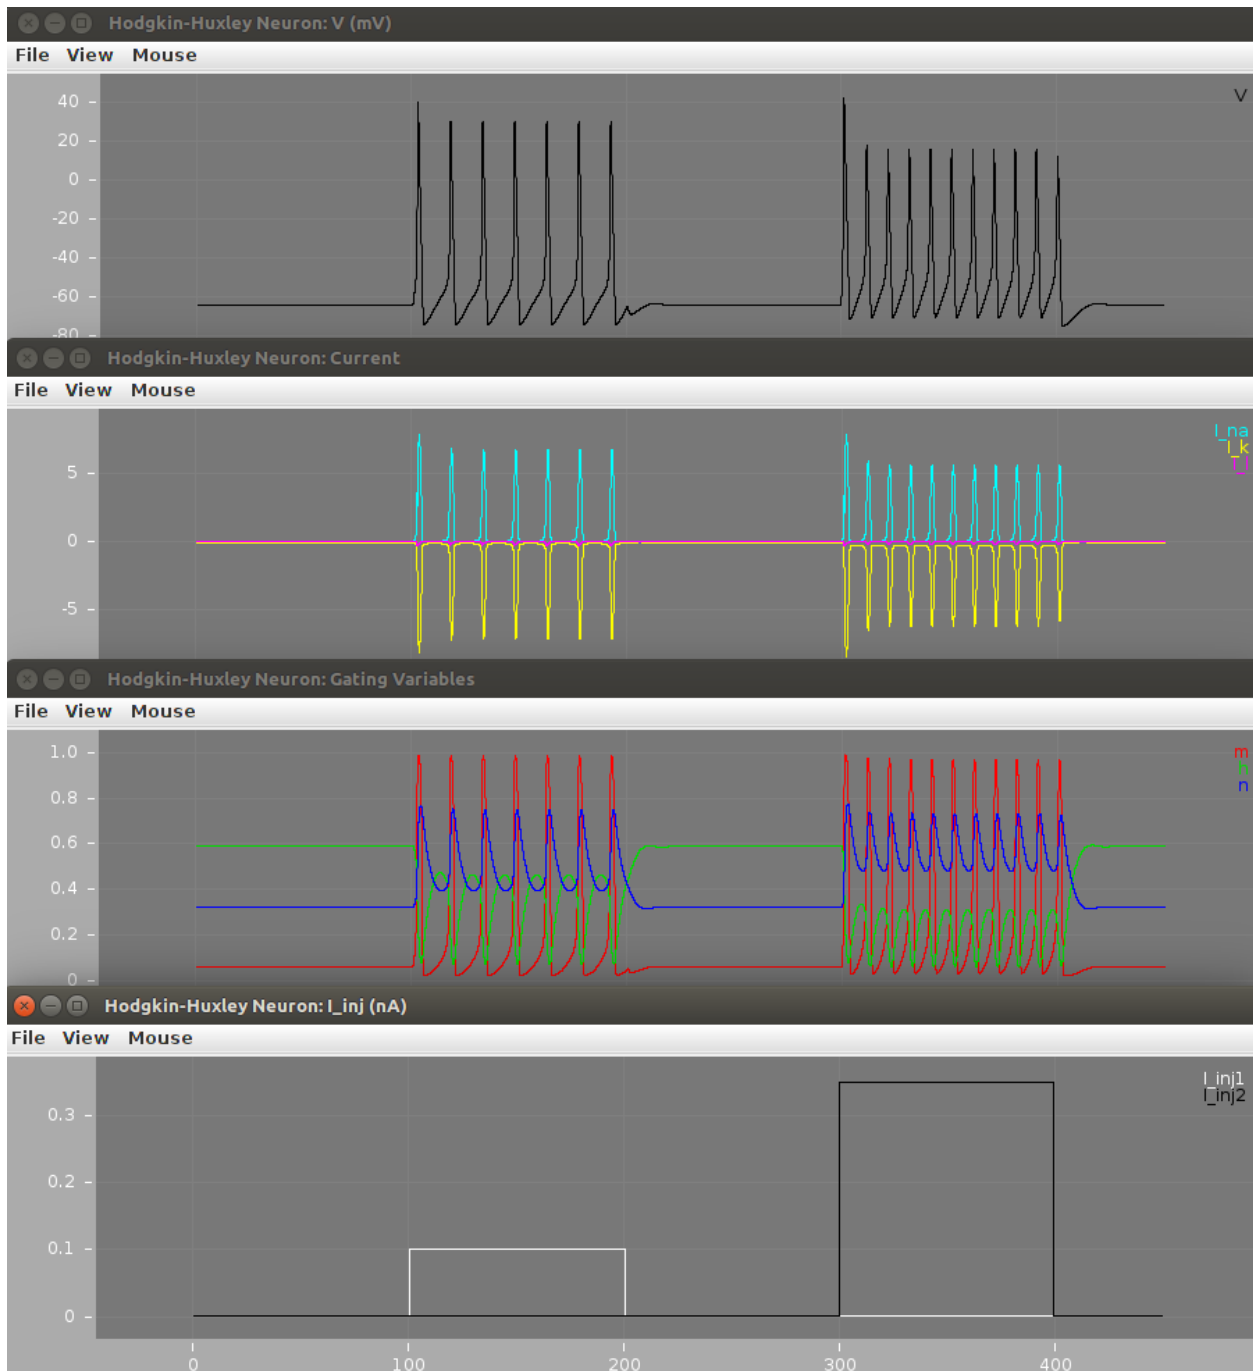 Hodgkin-Huxley Neuron: V (mV)
File View Mouse
V
40
20
0
-20
-40
-60
-80
Hodgkin-Huxley Neuron: Current
File View Mouse
I_na
I_k
5
0
-5
Hodgkin-Huxley Neuron: Gating Variables
File View Mouse
m
n
1.0
0.8
0.6
0.4
0.2
0
Hodgkin-Huxley Neuron: I_inj (nA)
File View Mouse
I_inj1
I_inj2
0.3
0.2
0.1
0
0 100 200 300 400